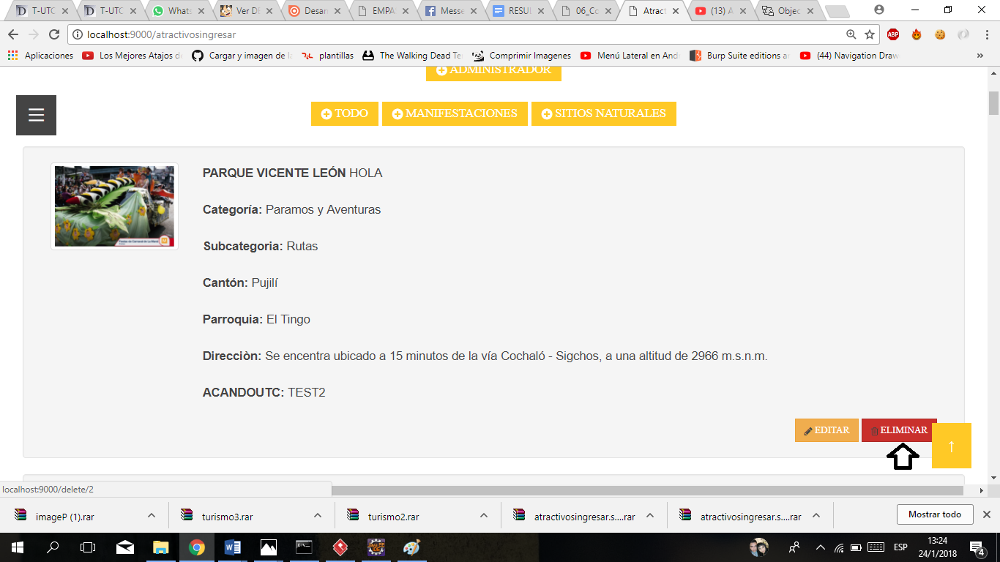 T-UTC
T-UTC
Whats
Ver DE
Desar
EMPA
Messe
RESUL
06_Co
Atract
(13) A
Objec
localhost:9000/atractivosingresar
ABP
Aplicaciones
Los Mejores Atajos de
Cargar y imagen de la
plantillas
The Walking Dead Te
Comprimir Imagenes
Menú Lateral en And
Burp Suite editions a
(44) Navigation Draw
»
ADMINISTRADOR
TODO
MANIFESTACIONES
SITIOS NATURALES
PARQUE VICENTE LEÓN HOLA
Categoría: Paramos y Aventuras
Subcategoria: Rutas
Cantón: Pujilí
Parroquia: El Tingo
Direcciòn: Se encentra ubicado a 15 minutos de la vía Cochaló - Sigchos, a una altitud de 2966 m.s.n.m.
ACANDOUTC: TEST2
EDITAR
ELIMINAR
localhost:9000/delete/2
imageP (1).rar
turismo3.rar
turismo2.rar
atractivosingresar.s....rar
atractivosingresar.s....rar
Mostrar todo
ESP
13:24
24/1/2018
4